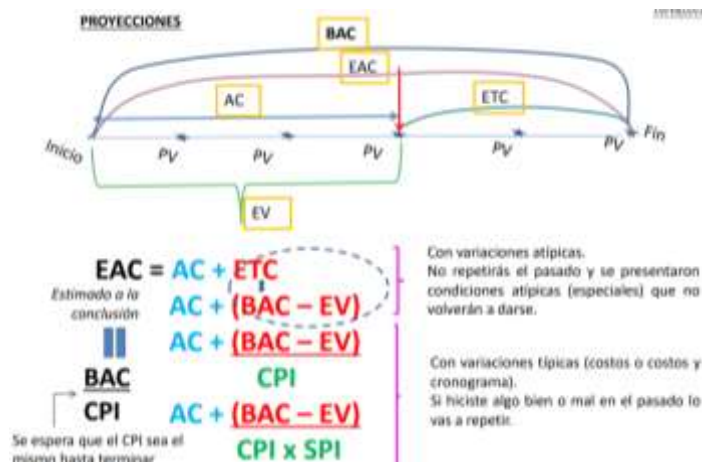 PROYECCIONES
BAC
EAC
AC
ETC
Inicio
PV
PV
PV
PV
PV
Fin
EV
EAC = AC + ETC
Estimado a la
conclusión
AC + (BAC – EV)
AC + (BAC – EV)
CPI
BAC
CPI
AC + (BAC – EV)
CPI x SPI
Se espera que el CPI sea el
mismo hasta terminar
Con variaciones atípicas.
No repetirás el pasado y se presentaron
condiciones atípicas (especiales) que no
volverán a darse.
Con variaciones típicas (costos o costos y
cronograma).
Si hiciste algo bien o mal en el pasado lo
vas a repetir.